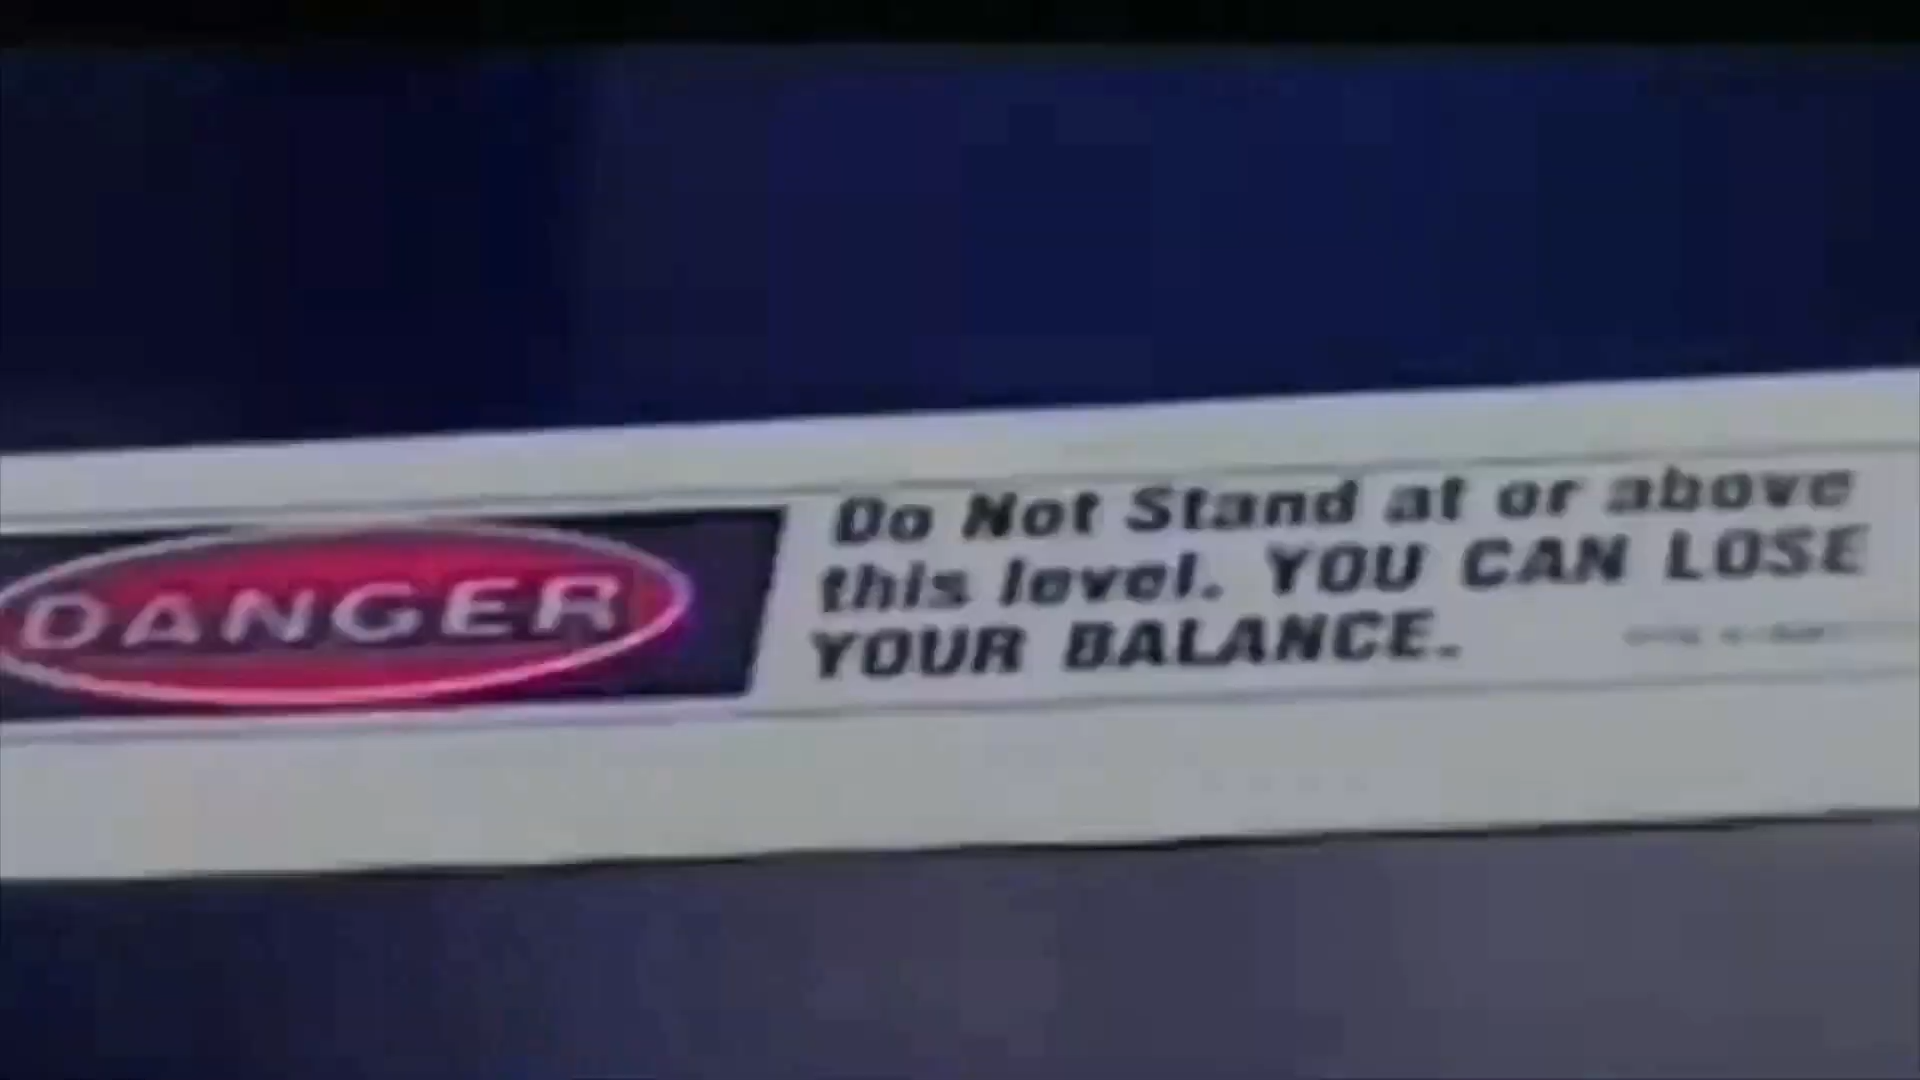 DANGER
Do Not Stand at or above
this level. YOU CAN LOSE
YOUR BALANCE.